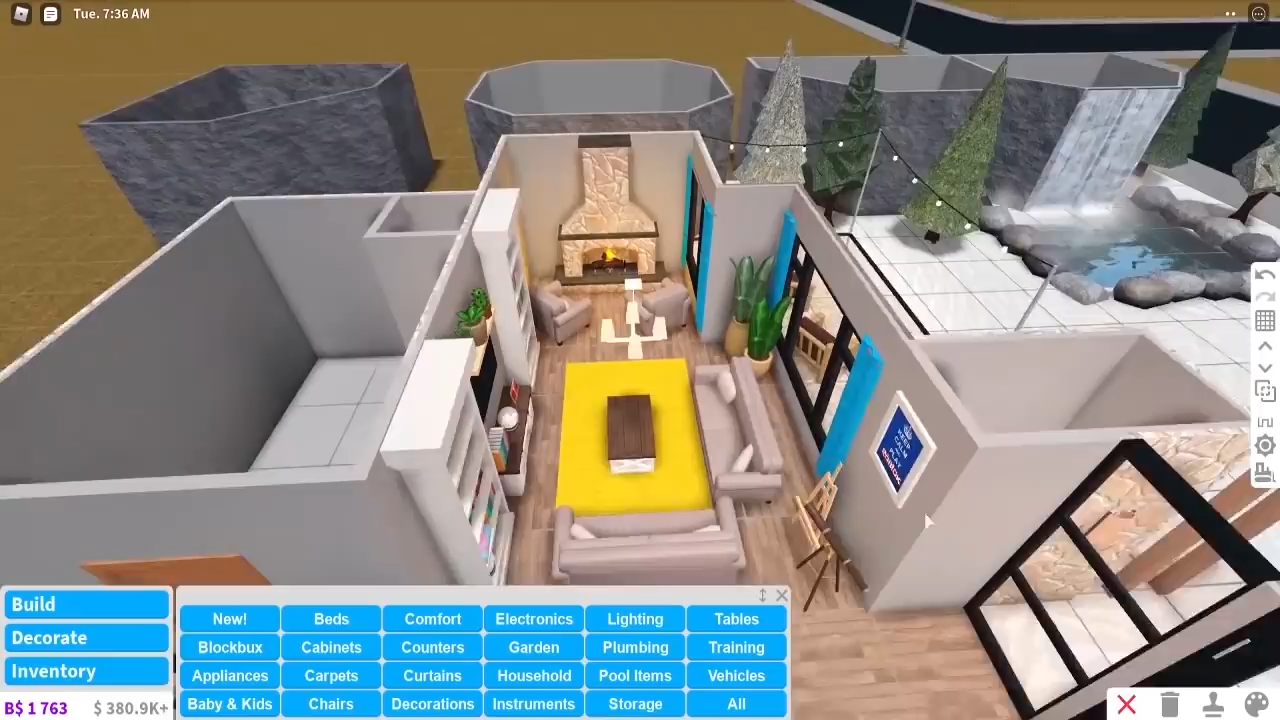 Tue. 7:36 AM
KEEP
CALM
PLAY
ROBLOX
Build
Decorate
Inventory
B$ 1 763 $ 380.9K+
New! Beds Comfort Electronics Lighting Tables
Blockbux Cabinets Counters Garden Plumbing Training
Appliances Carpets Curtains Household Pool Items Vehicles
Baby & Kids Chairs Decorations Instruments Storage All